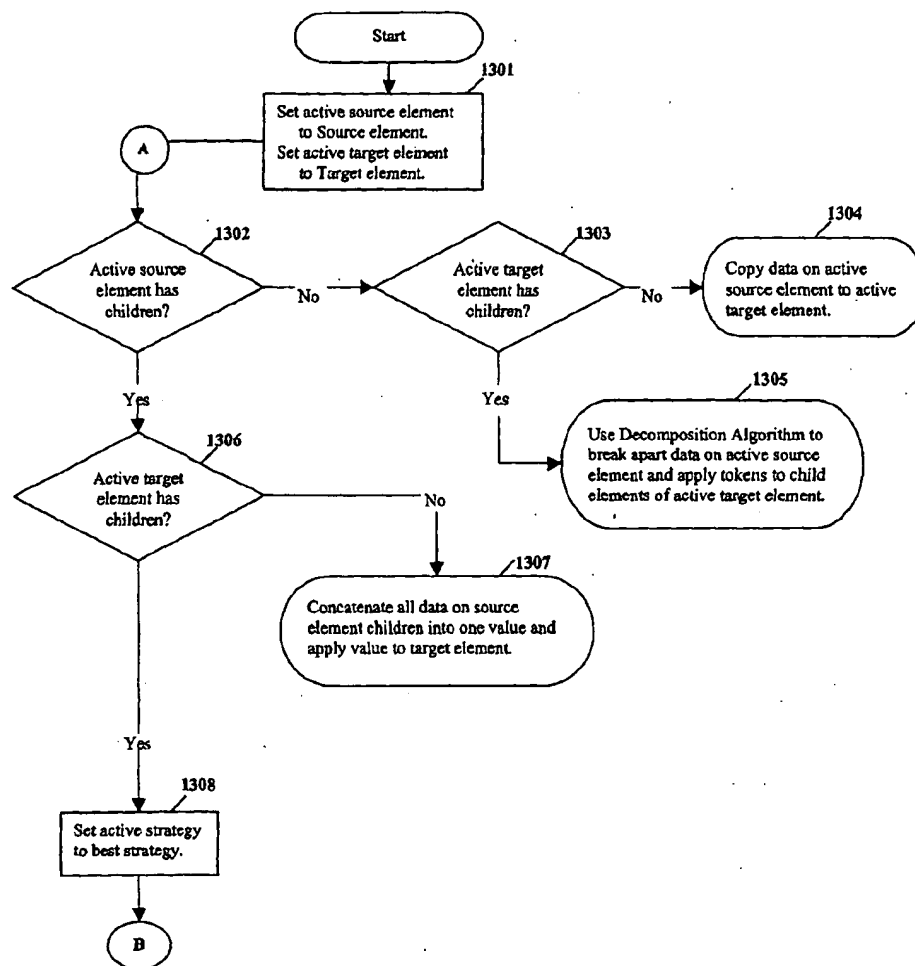 Start
1301
Set active source element
to Source element.
Set active target element
to Target element.
A
1302
Active source
element has
children?
No
1303
Active target
element has
children?
No
1304
Copy data on active
source element to active
target element.
Yes
1305
Use Decomposition Algorithm to
break apart data on active source
element and apply tokens to child
elements of active target element.
Yes
1306
Active target
element has
children?
No
1307
Concatenate all data on source
element children into one value and
apply value to target element.
Yes
1308
Set active strategy
to best strategy.
B